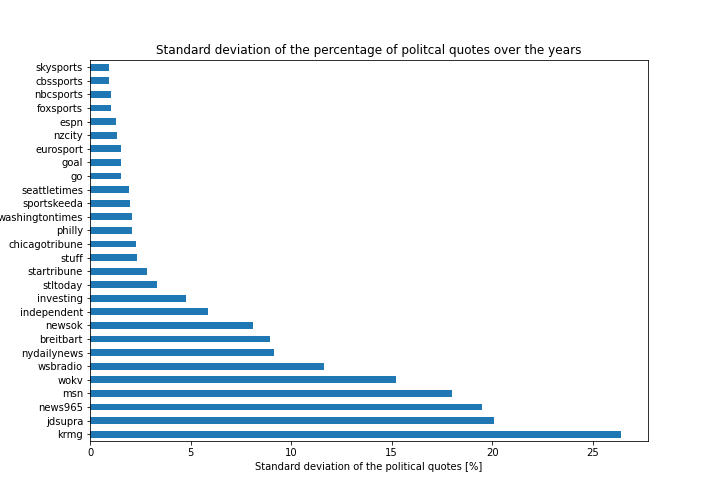 Standard deviation of the percentage of politcal quotes over the years
skysports
cbssports
nbcsports
foxsports
espn
nzcity
eurosport
goal
go
seattletimes
sportskeeda
washingtontimes
philly
chicagotribune
stuff
startribune
stltoday
investing
independent
newsok
breitbart
nydailynews
wsbradio
wokv
msn
news965
jdsupra
krmg
0 5 10 15 20 25
Standard deviation of the political quotes [%]